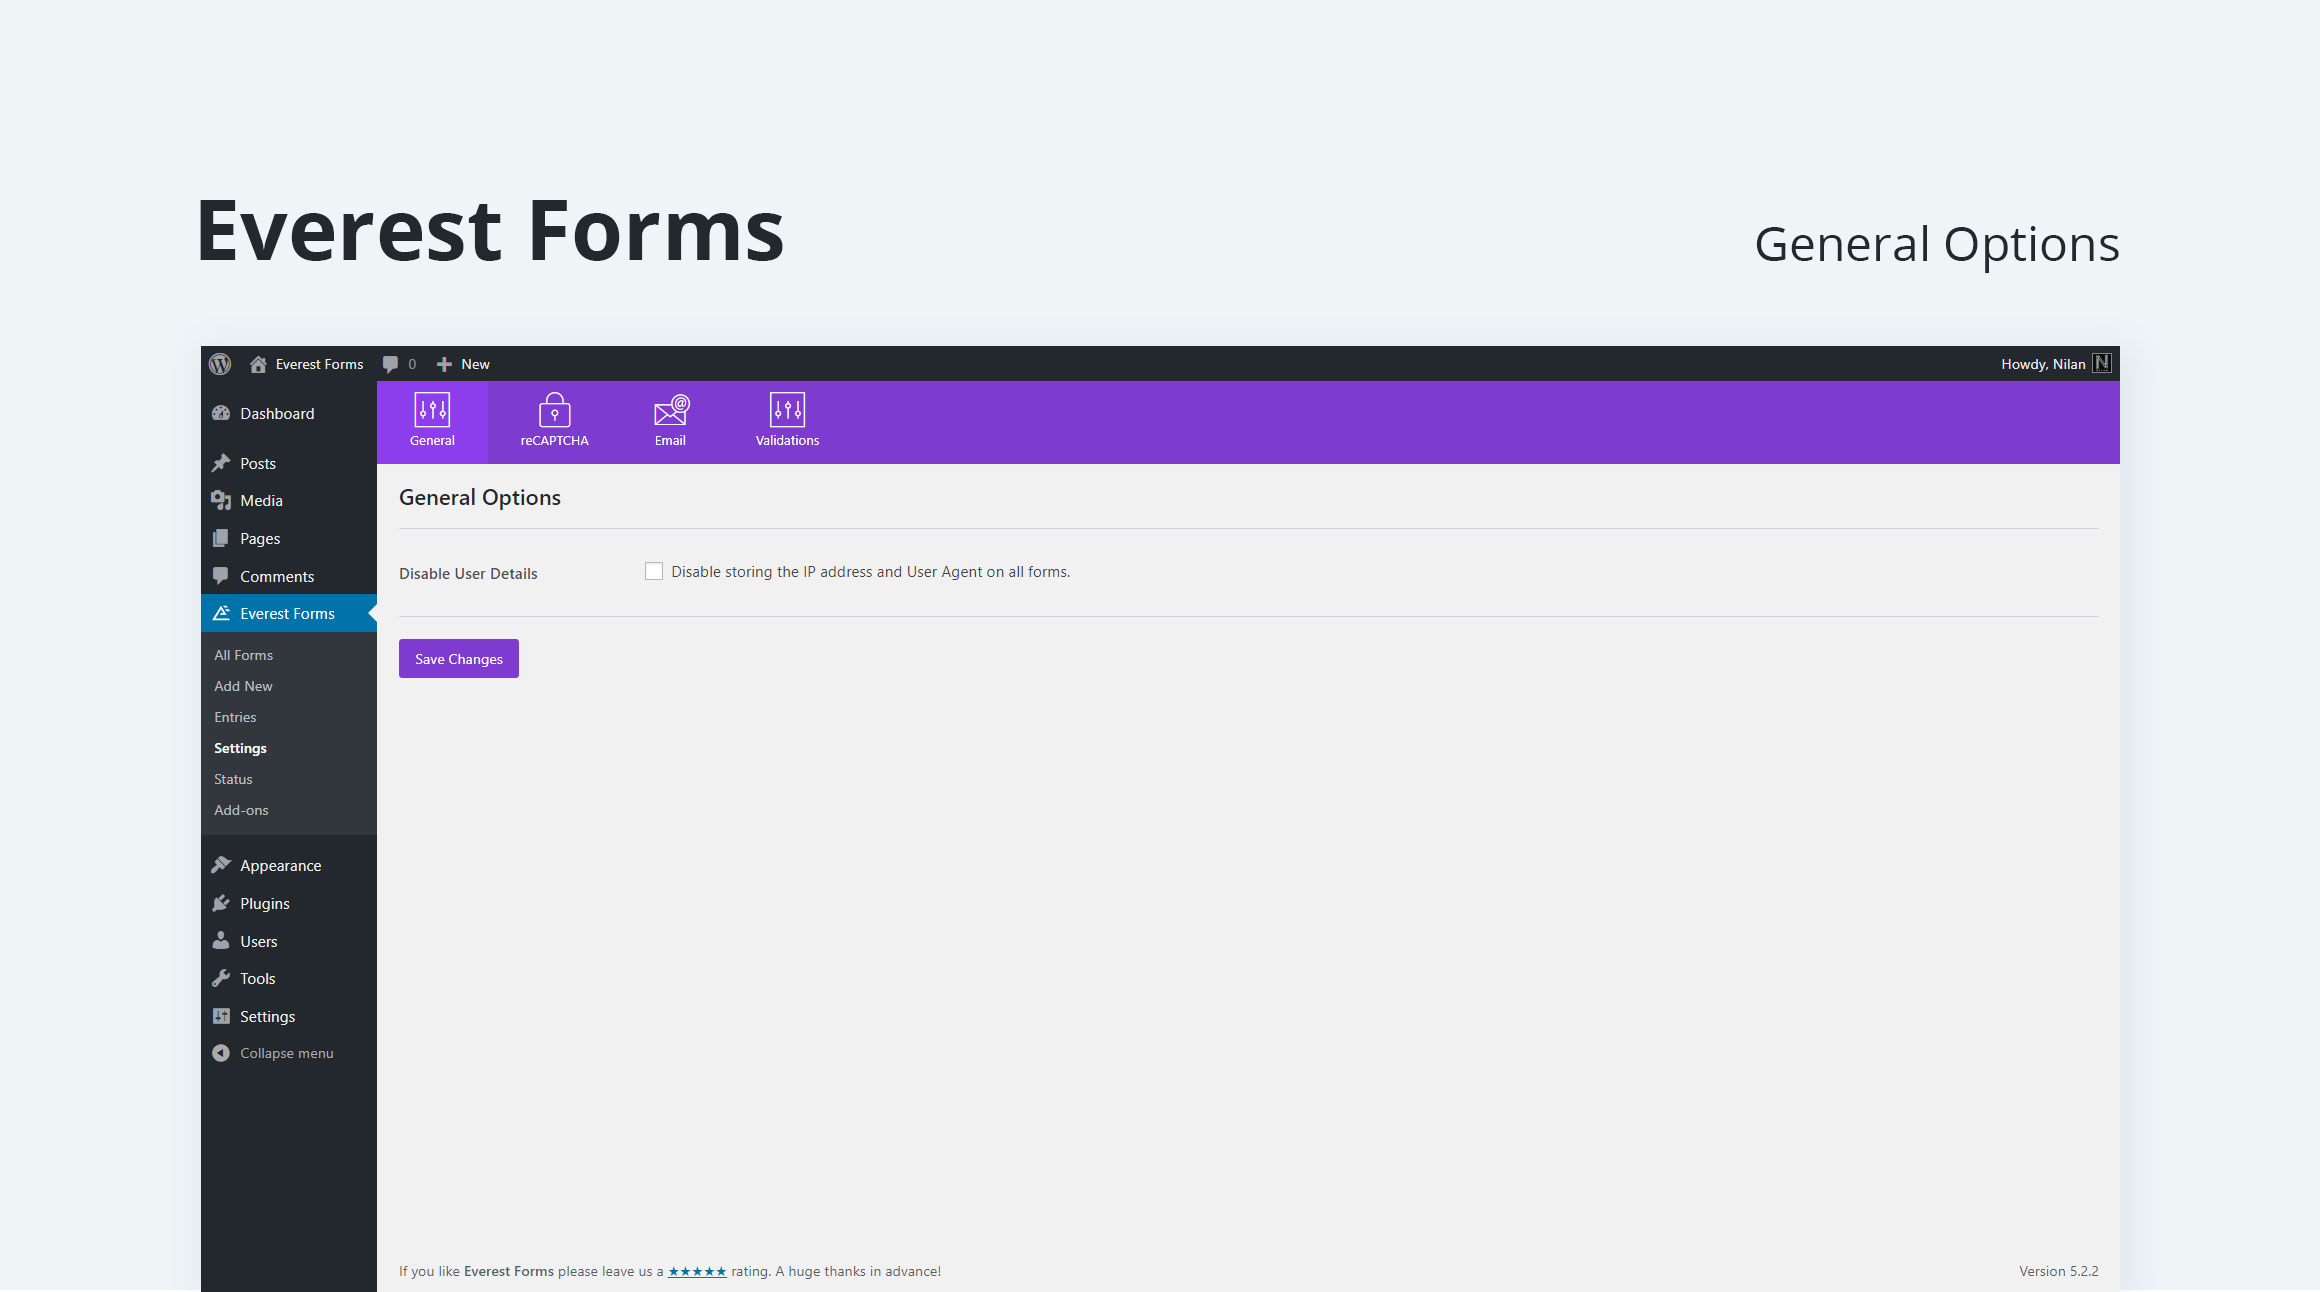 Everest Forms
General Options
Everest Forms 0 New Howdy, Nilan
General reCAPTCHA Email Validations
Dashboard
Posts
Media
Pages
Comments
Everest Forms
All Forms
Add New
Entries
Settings
Status
Add-ons
Appearance
Plugins
Users
Tools
Settings
Collapse menu
General Options
Disable User Details Disable storing the IP address and User Agent on all forms.
Save Changes
If you like Everest Forms please leave us a ★★★★★ rating. A huge thanks in advance! Version 5.2.2